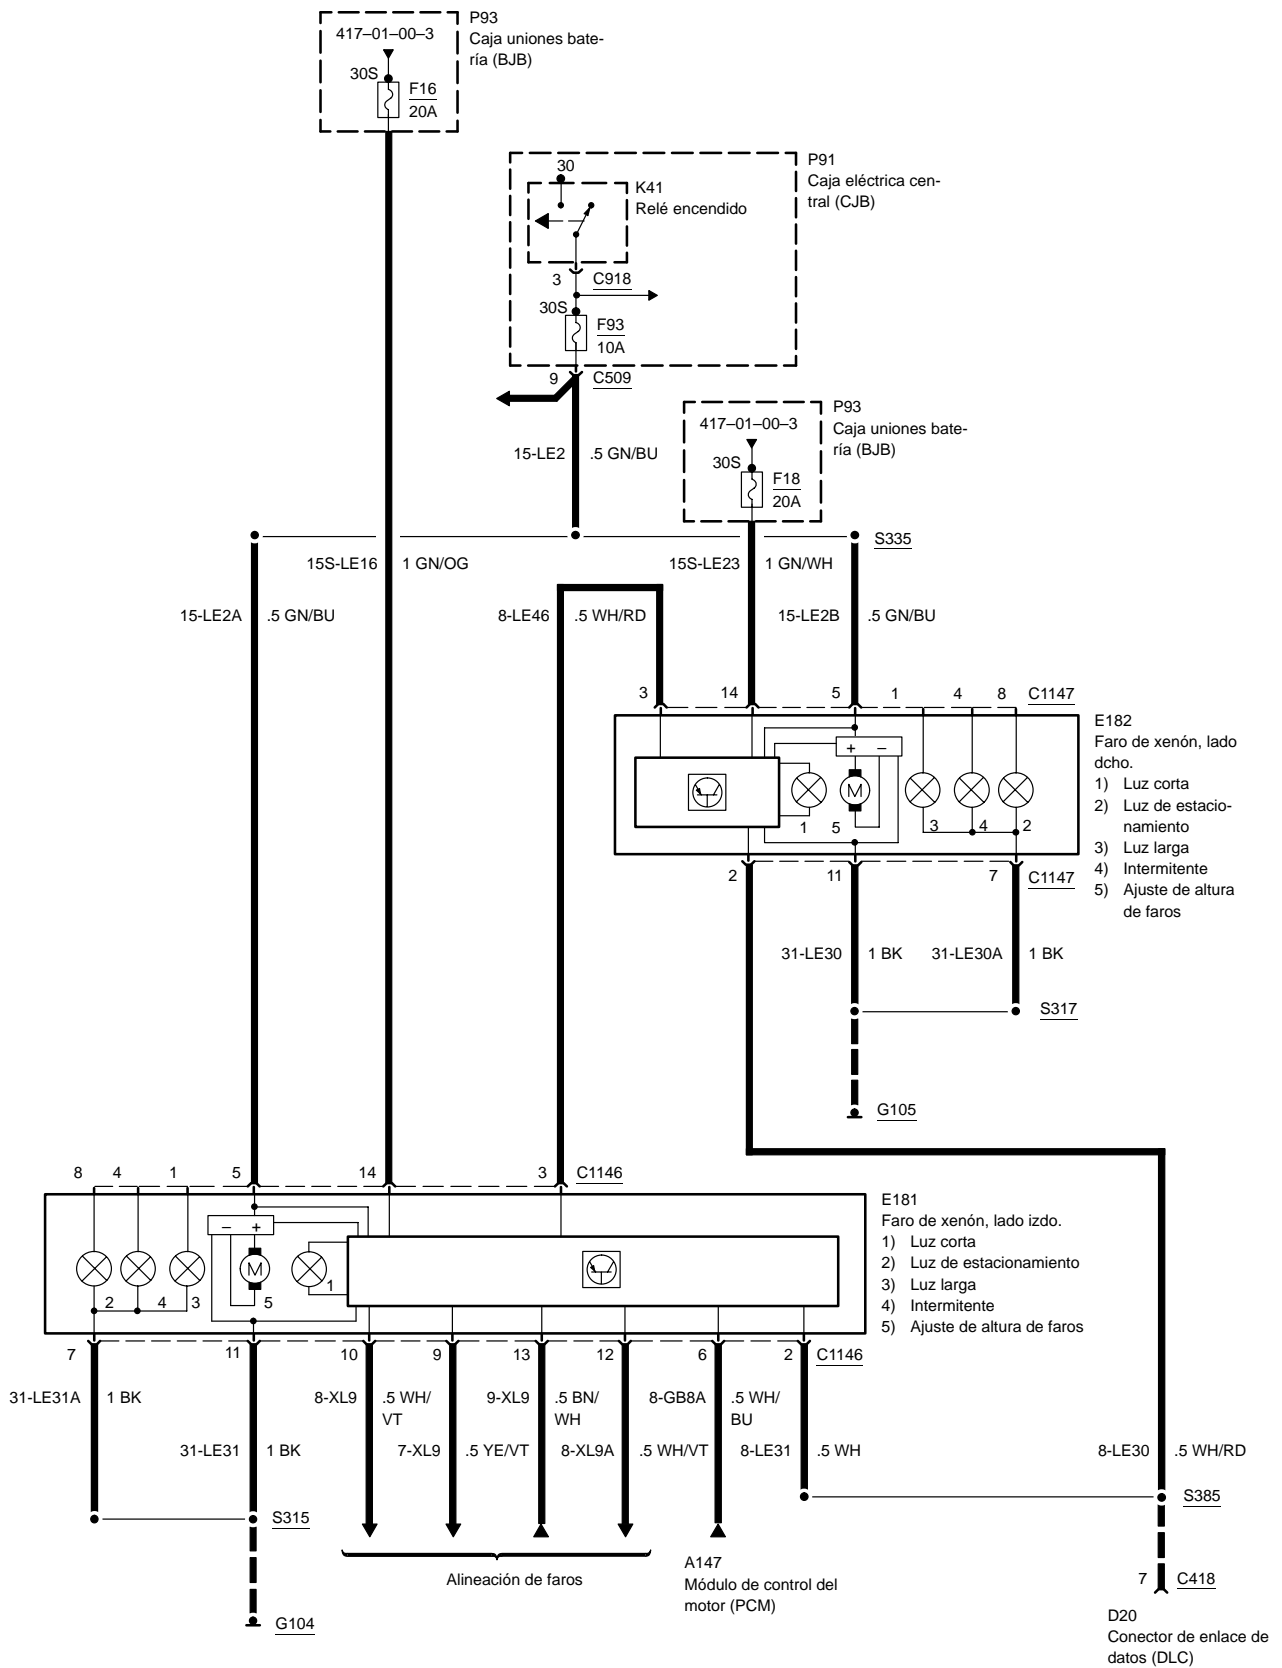 P93
417–01–00–3
Caja uniones bate-
ría (BJB)
30S
F16
20A
P91
Caja eléctrica cen-
tral (CJB)
30
K41
Relé encendido
3
C918
30S
F93
10A
9
C509
P93
417–01–00–3
Caja uniones bate-
ría (BJB)
30S
F18
20A
15-LE2
.5 GN/BU
S335
15S-LE16
1 GN/OG
15S-LE23
1 GN/WH
15-LE2A
.5 GN/BU
8-LE46
.5 WH/RD
15-LE2B
.5 GN/BU
3
14
5
1
4
8
C1147
E182
Faro de xenón, lado
dcho.
1) Luz corta
2) Luz de estacio-
namiento
3) Luz larga
4) Intermitente
5) Ajuste de altura
de faros
+
–
M
1
5
3
4
2
2
11
7
C1147
31-LE30
1 BK
31-LE30A
1 BK
S317
G105
8
4
1
5
14
3
C1146
E181
Faro de xenón, lado izdo.
1) Luz corta
2) Luz de estacionamiento
3) Luz larga
4) Intermitente
5) Ajuste de altura de faros
–
+
M
2
4
3
5
1
7
11
10
9
13
12
6
2
C1146
31-LE31A
1 BK
8-XL9
.5 WH/
VT
9-XL9
.5 BN/
WH
8-GB8A
.5 WH/
BU
31-LE31
1 BK
7-XL9
.5 YE/VT
8-XL9A
.5 WH/VT
8-LE31
.5 WH
8-LE30
.5 WH/RD
S385
S315
Alineación de faros
A147
Módulo de control del
motor (PCM)
7
C418
G104
D20
Conector de enlace de
datos (DLC)